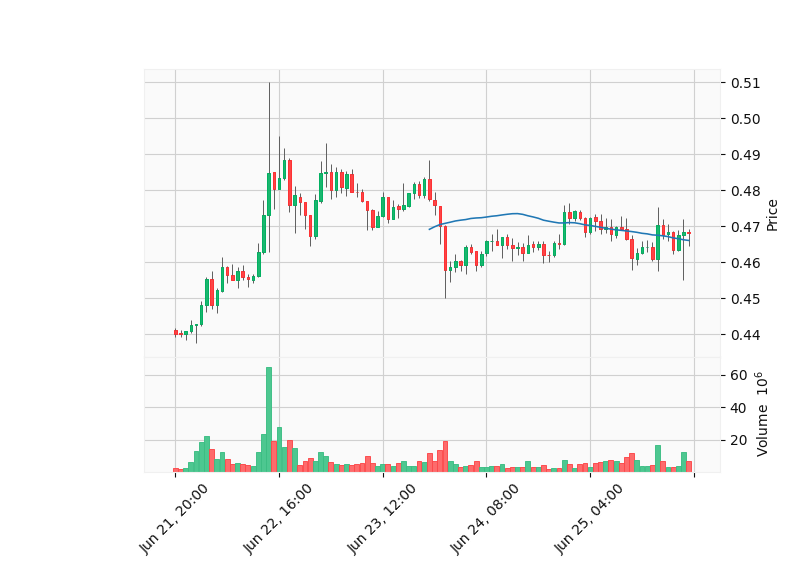 0.51
0.50
0.49
0.48
0.47
0.46
0.45
0.44
Price
60
40
20
Volume 10⁶
Jun 21, 20:00
Jun 22, 16:00
Jun 23, 12:00
Jun 24, 08:00
Jun 25, 04:00